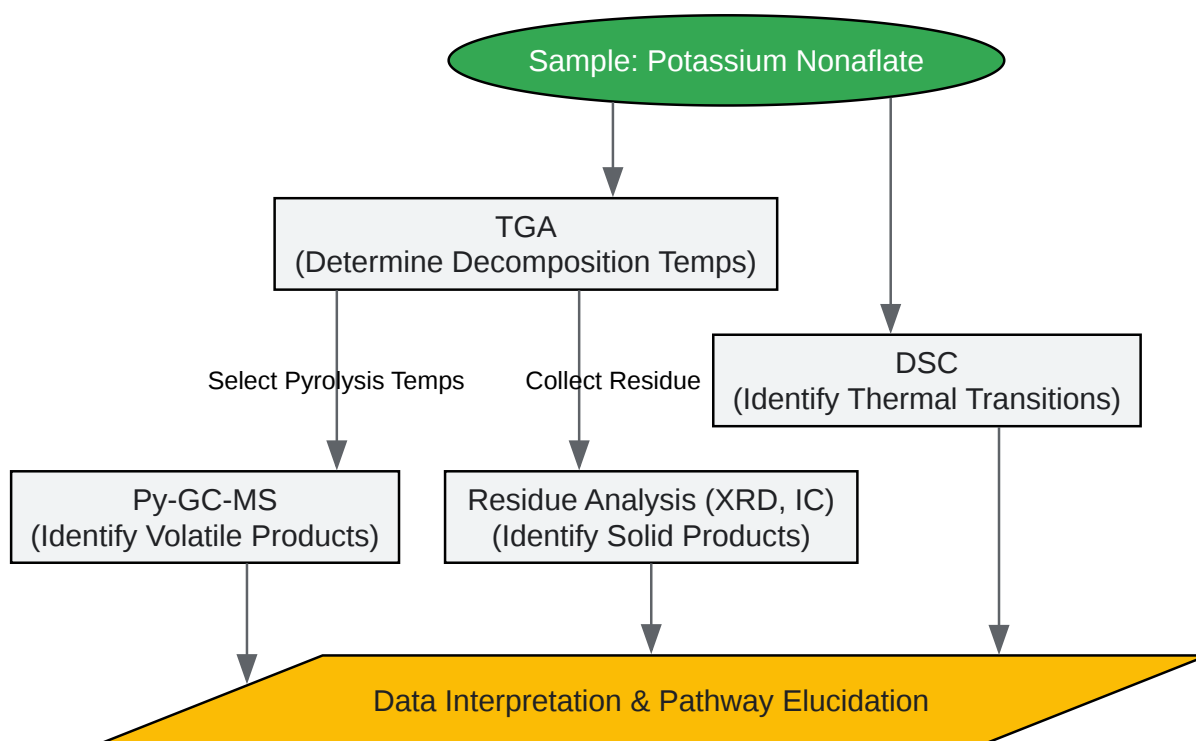 Sample: Potassium Nonaflate
TGA
(Determine Decomposition Temps)
DSC
(Identify Thermal Transitions)
Select Pyrolysis Temps
Collect Residue
Py-GC-MS
(Identify Volatile Products)
Residue Analysis (XRD, IC)
(Identify Solid Products)
Data Interpretation & Pathway Elucidation